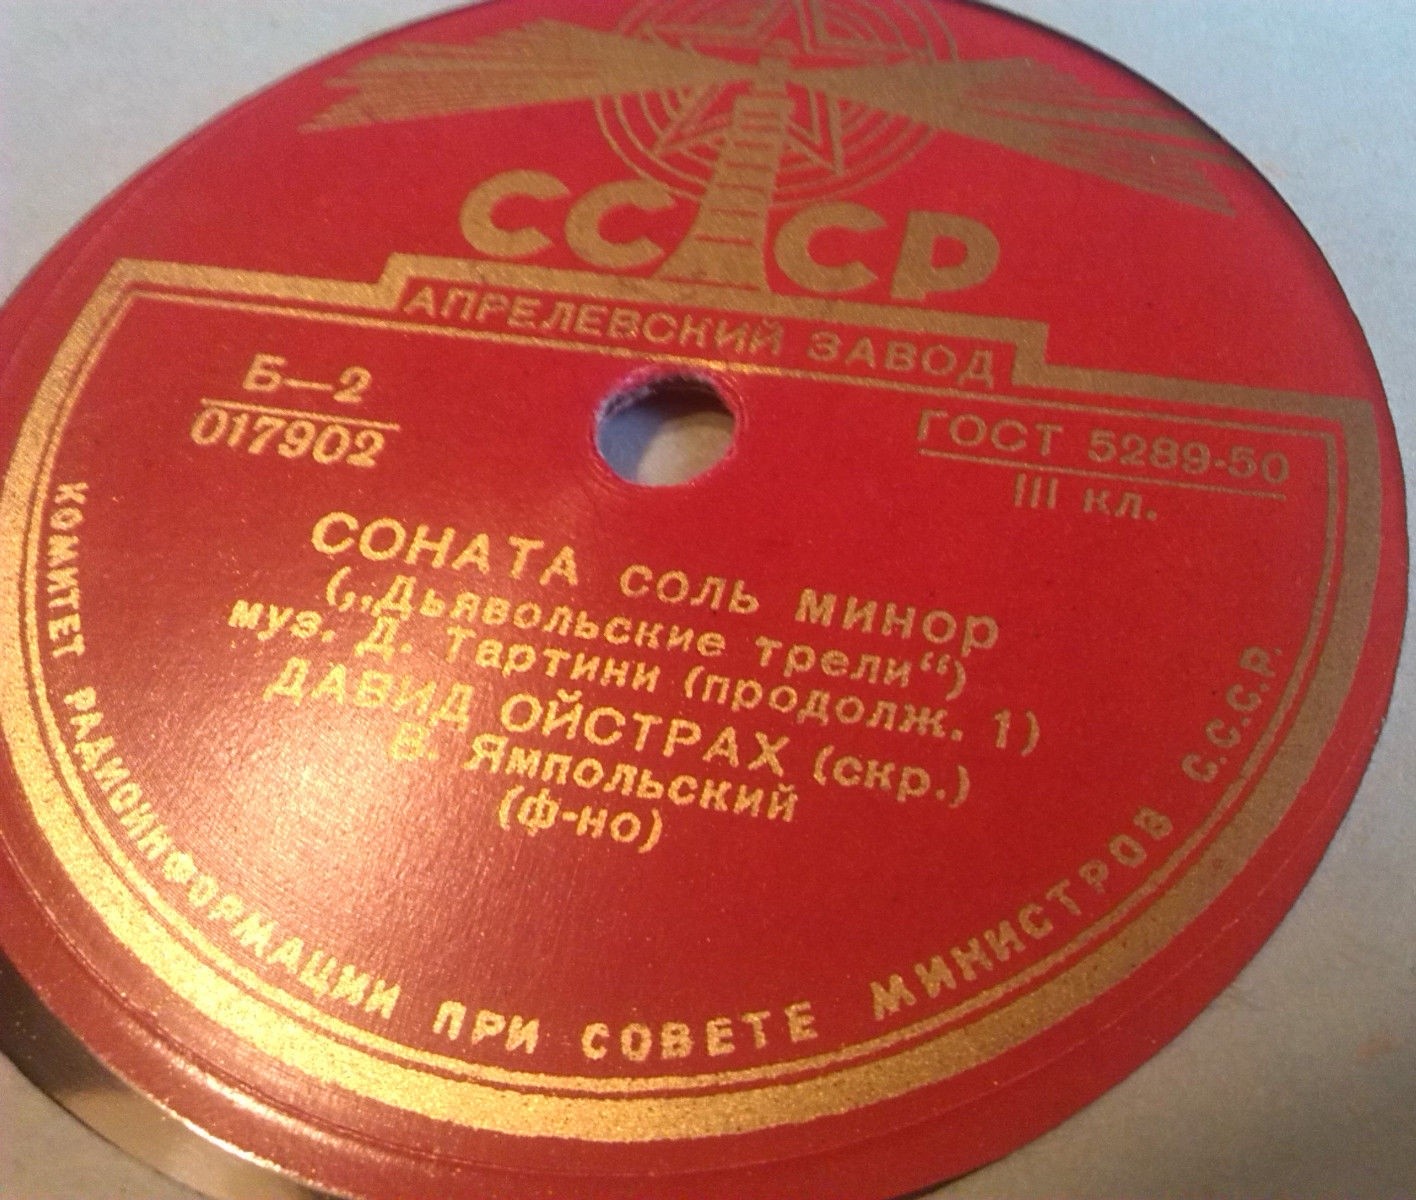 СССР
АПРЕЛЕВСКИЙ ЗАВОД
Б—2
017902
ГОСТ 5289-50
III кл.
СОНАТА СОЛЬ МИНОР
(„Дьявольские трели“)
муз. Д. Тартини (продолж. 1)
ДАВИД ОЙСТРАХ (скр.)
В. Ямпольский
(ф-но)
КОМИТЕТ РАДИОИНФОРМАЦИИ ПРИ СОВЕТЕ МИНИСТРОВ С.С.С.Р.